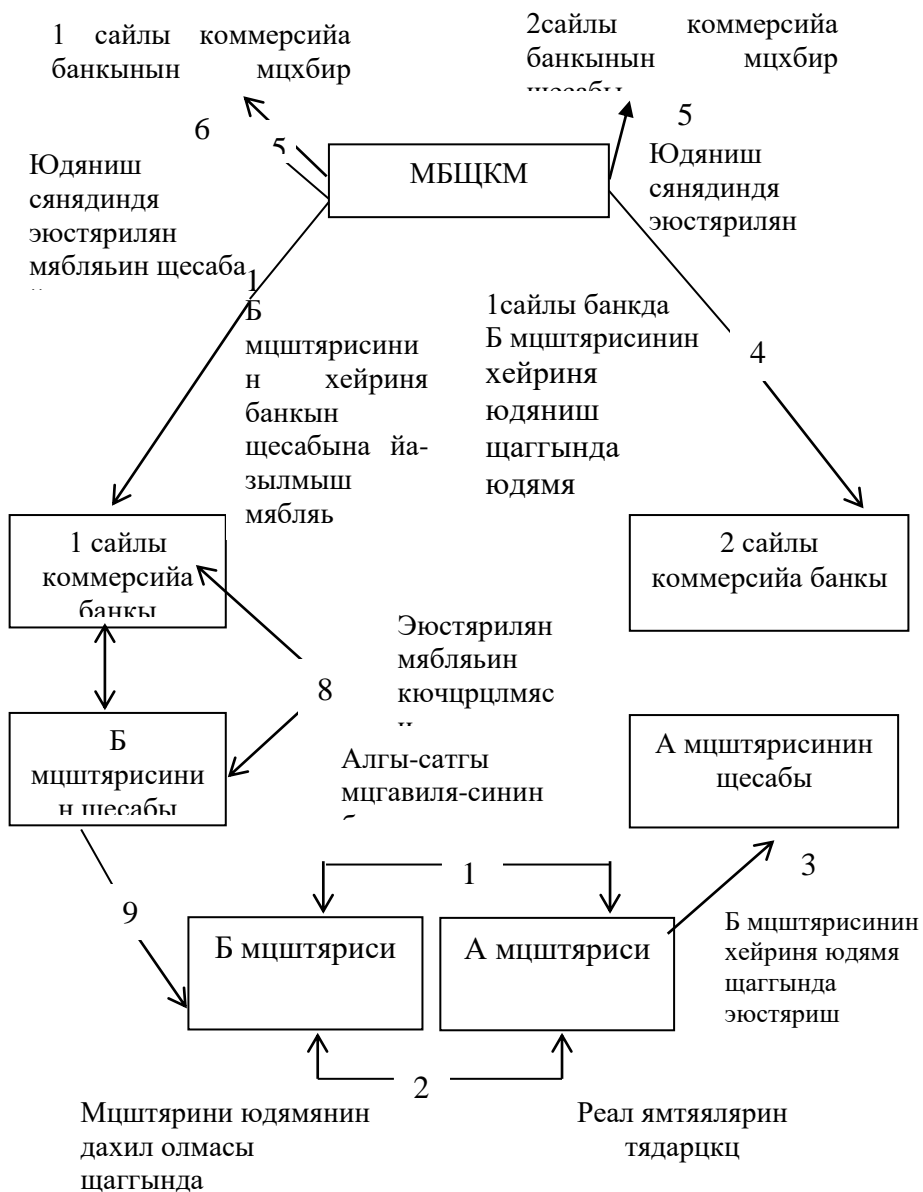 1 сайлы коммерсийа
банкынын мцхбир
2сайлы коммерсийа
банкынын мцхбир
щесабы
6
5
5
Юдяниш
сянядиндя
эюстярилян
мябляьин щесаба
МБЩКМ
Юдяниш
сянядиндя
эюстярилян
1
Б
мцштярисини
н хейриня
банкын
щесабына йа-
зылмыш
мябляь
1сайлы банкда
Б мцштярисинин
хейриня
юдяниш
щаггында
юдямя
4
1 сайлы
коммерсийа
банкы
2 сайлы
коммерсийа банкы
Эюстярилян
мябляьин
кючцрцлмяс
и
8
Б
мцштярисини
н щесабы
Алгы-сатгы
мцгавиля-синин
А мцштярисинин
щесабы
1
3
9
Б мцштяриси
А мцштяриси
Б мцштярисинин
хейриня юдямя
щаггында
эюстяриш
2
Мцштярини юдямянин
дахил олмасы
щаггында
Реал ямтяялярин
тядарцкц